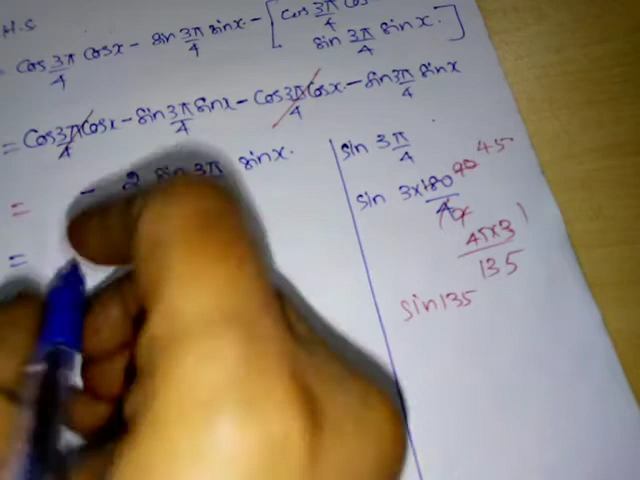 H.S
= cos 3π/4 cosx - sin 3π/4 sinx - [cos 3π/4 cos
sin 3π/4 sinx.]
= cos 3π/4 cosx - sin 3π/4 sinx - cos 3π/4 cosx - sin 3π/4 sinx
= - 2 sin 3π sinx.
=
sin 3π/4
sin 3×180/4 90 45
45×3
135
sin135